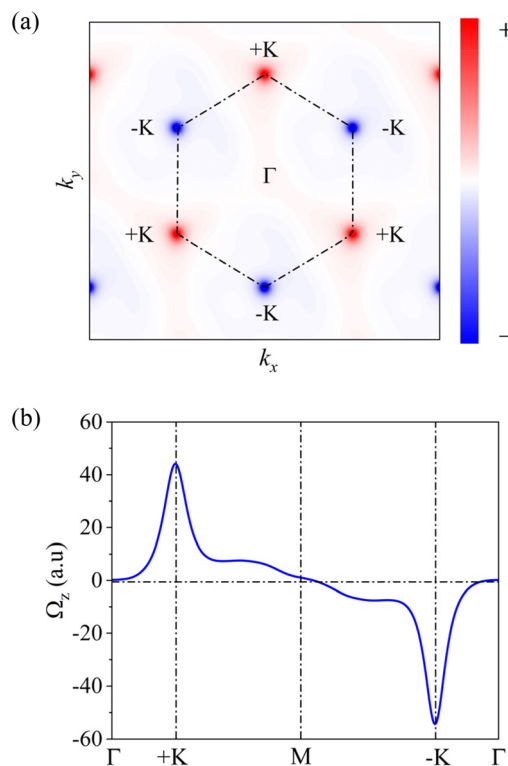 (a)
+
+K
-K
-K
Γ
k_y
+K
+K
-K
−
k_x
(b)
60
40
20
0
-20
-40
-60
Ω_z (a.u)
Γ
+K
M
-K
Γ